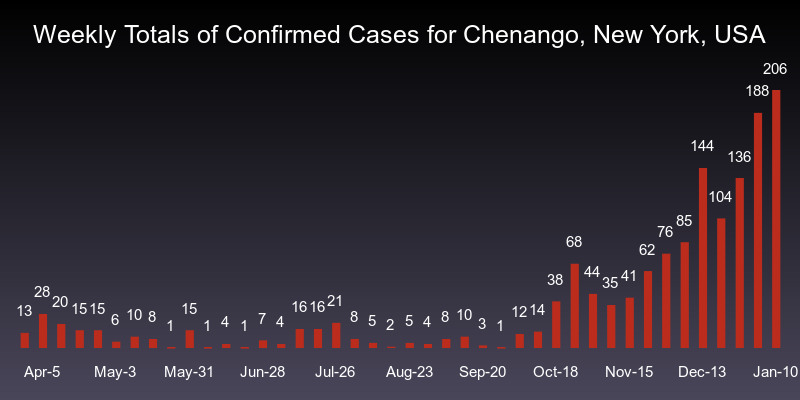 Weekly Totals of Confirmed Cases for Chenango, New York, USA
13 28 20 15 15 6 10 8 1 15 1 4 1 7 4 16 16 21 8 5 2 5 4 8 10 3 1 12 14 38 68 44 35 41 62 76 85 144 104 136 188 206
Apr-5 May-3 May-31 Jun-28 Jul-26 Aug-23 Sep-20 Oct-18 Nov-15 Dec-13 Jan-10